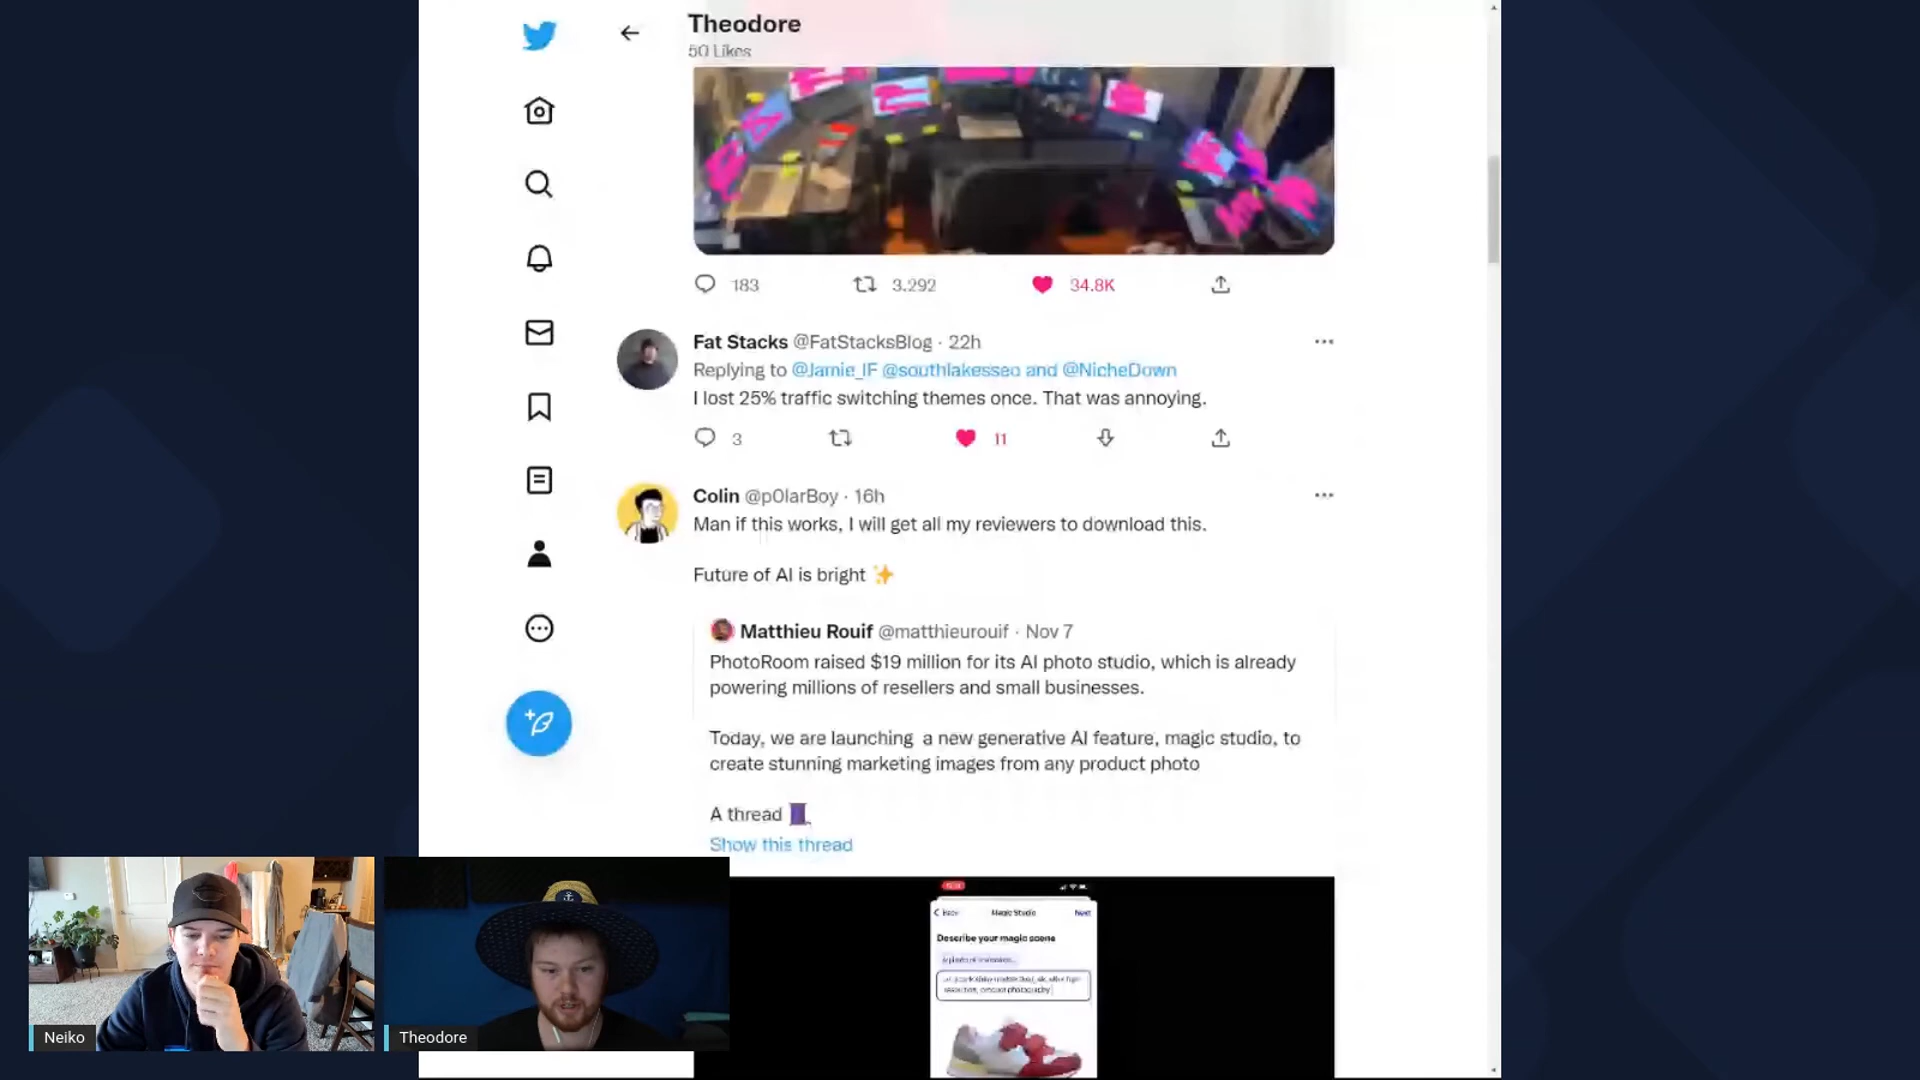 Theodore
50 Likes
183
3,292
34.8K
Fat Stacks @FatStacksBlog · 22h
Replying to @Jamie_IF @southlakesseo and @NicheDown
I lost 25% traffic switching themes once. That was annoying.
3
11
Colin @p0larBoy · 16h
Man if this works, I will get all my reviewers to download this.
Future of AI is bright ✨
Matthieu Rouif @matthieurouif · Nov 7
PhotoRoom raised $19 million for its AI photo studio, which is already
powering millions of resellers and small businesses.
Today, we are launching a new generative AI feature, magic studio, to
create stunning marketing images from any product photo
A thread
Show this thread
Back
Magic Studio
Next
Describe your magic scene
product photography
Neiko
Theodore